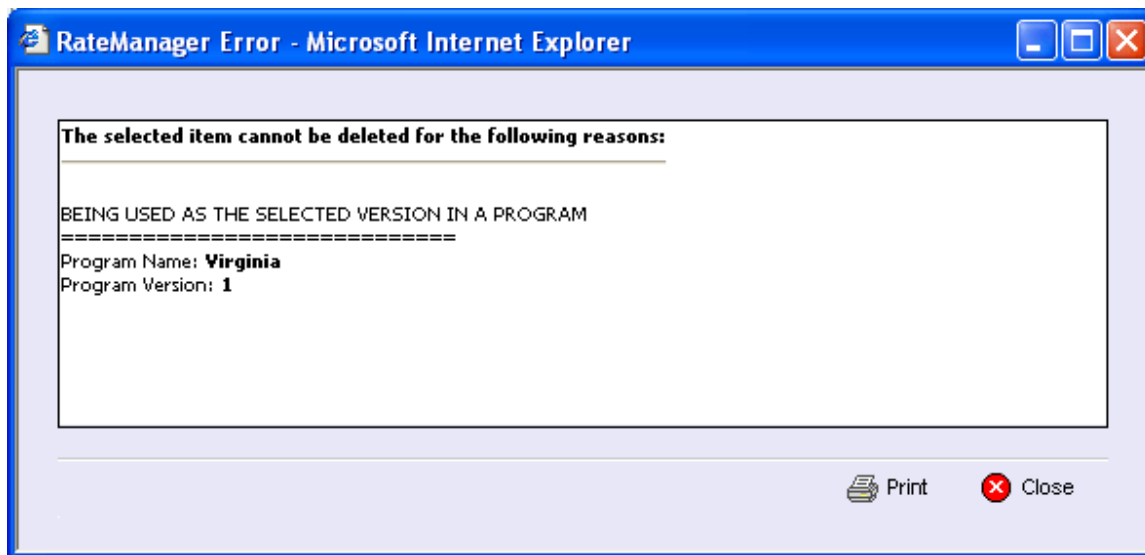 RateManager Error - Microsoft Internet Explorer
The selected item cannot be deleted for the following reasons:
BEING USED AS THE SELECTED VERSION IN A PROGRAM
=============================
Program Name: Virginia
Program Version: 1
Print
Close